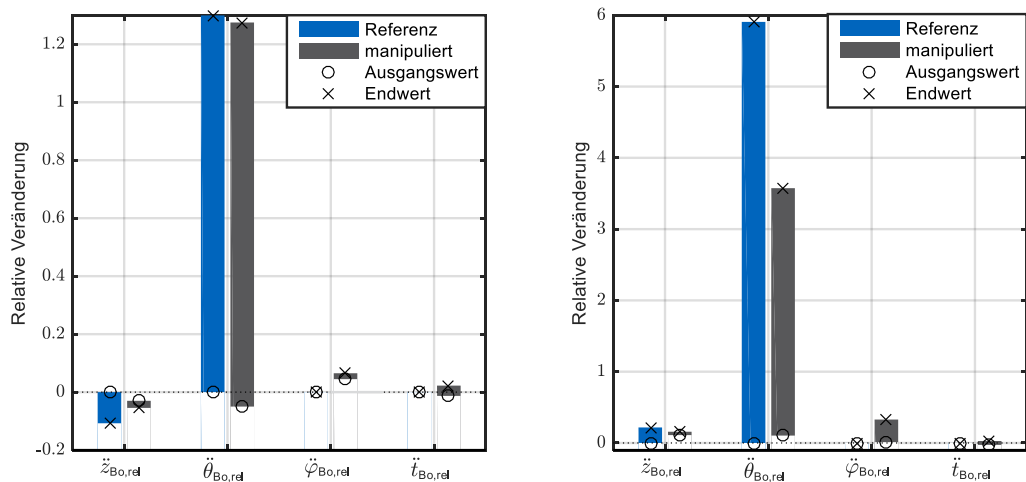 Relative Veränderung
1.2
1
0.8
0.6
0.4
0.2
0
-0.2
Referenz
manipuliert
Ausgangswert
Endwert
z̈Bo,rel
θ̈Bo,rel
φ̈Bo,rel
ẗBo,rel
Relative Veränderung
6
5
4
3
2
1
0
Referenz
manipuliert
Ausgangswert
Endwert
z̈Bo,rel
θ̈Bo,rel
φ̈Bo,rel
ẗBo,rel